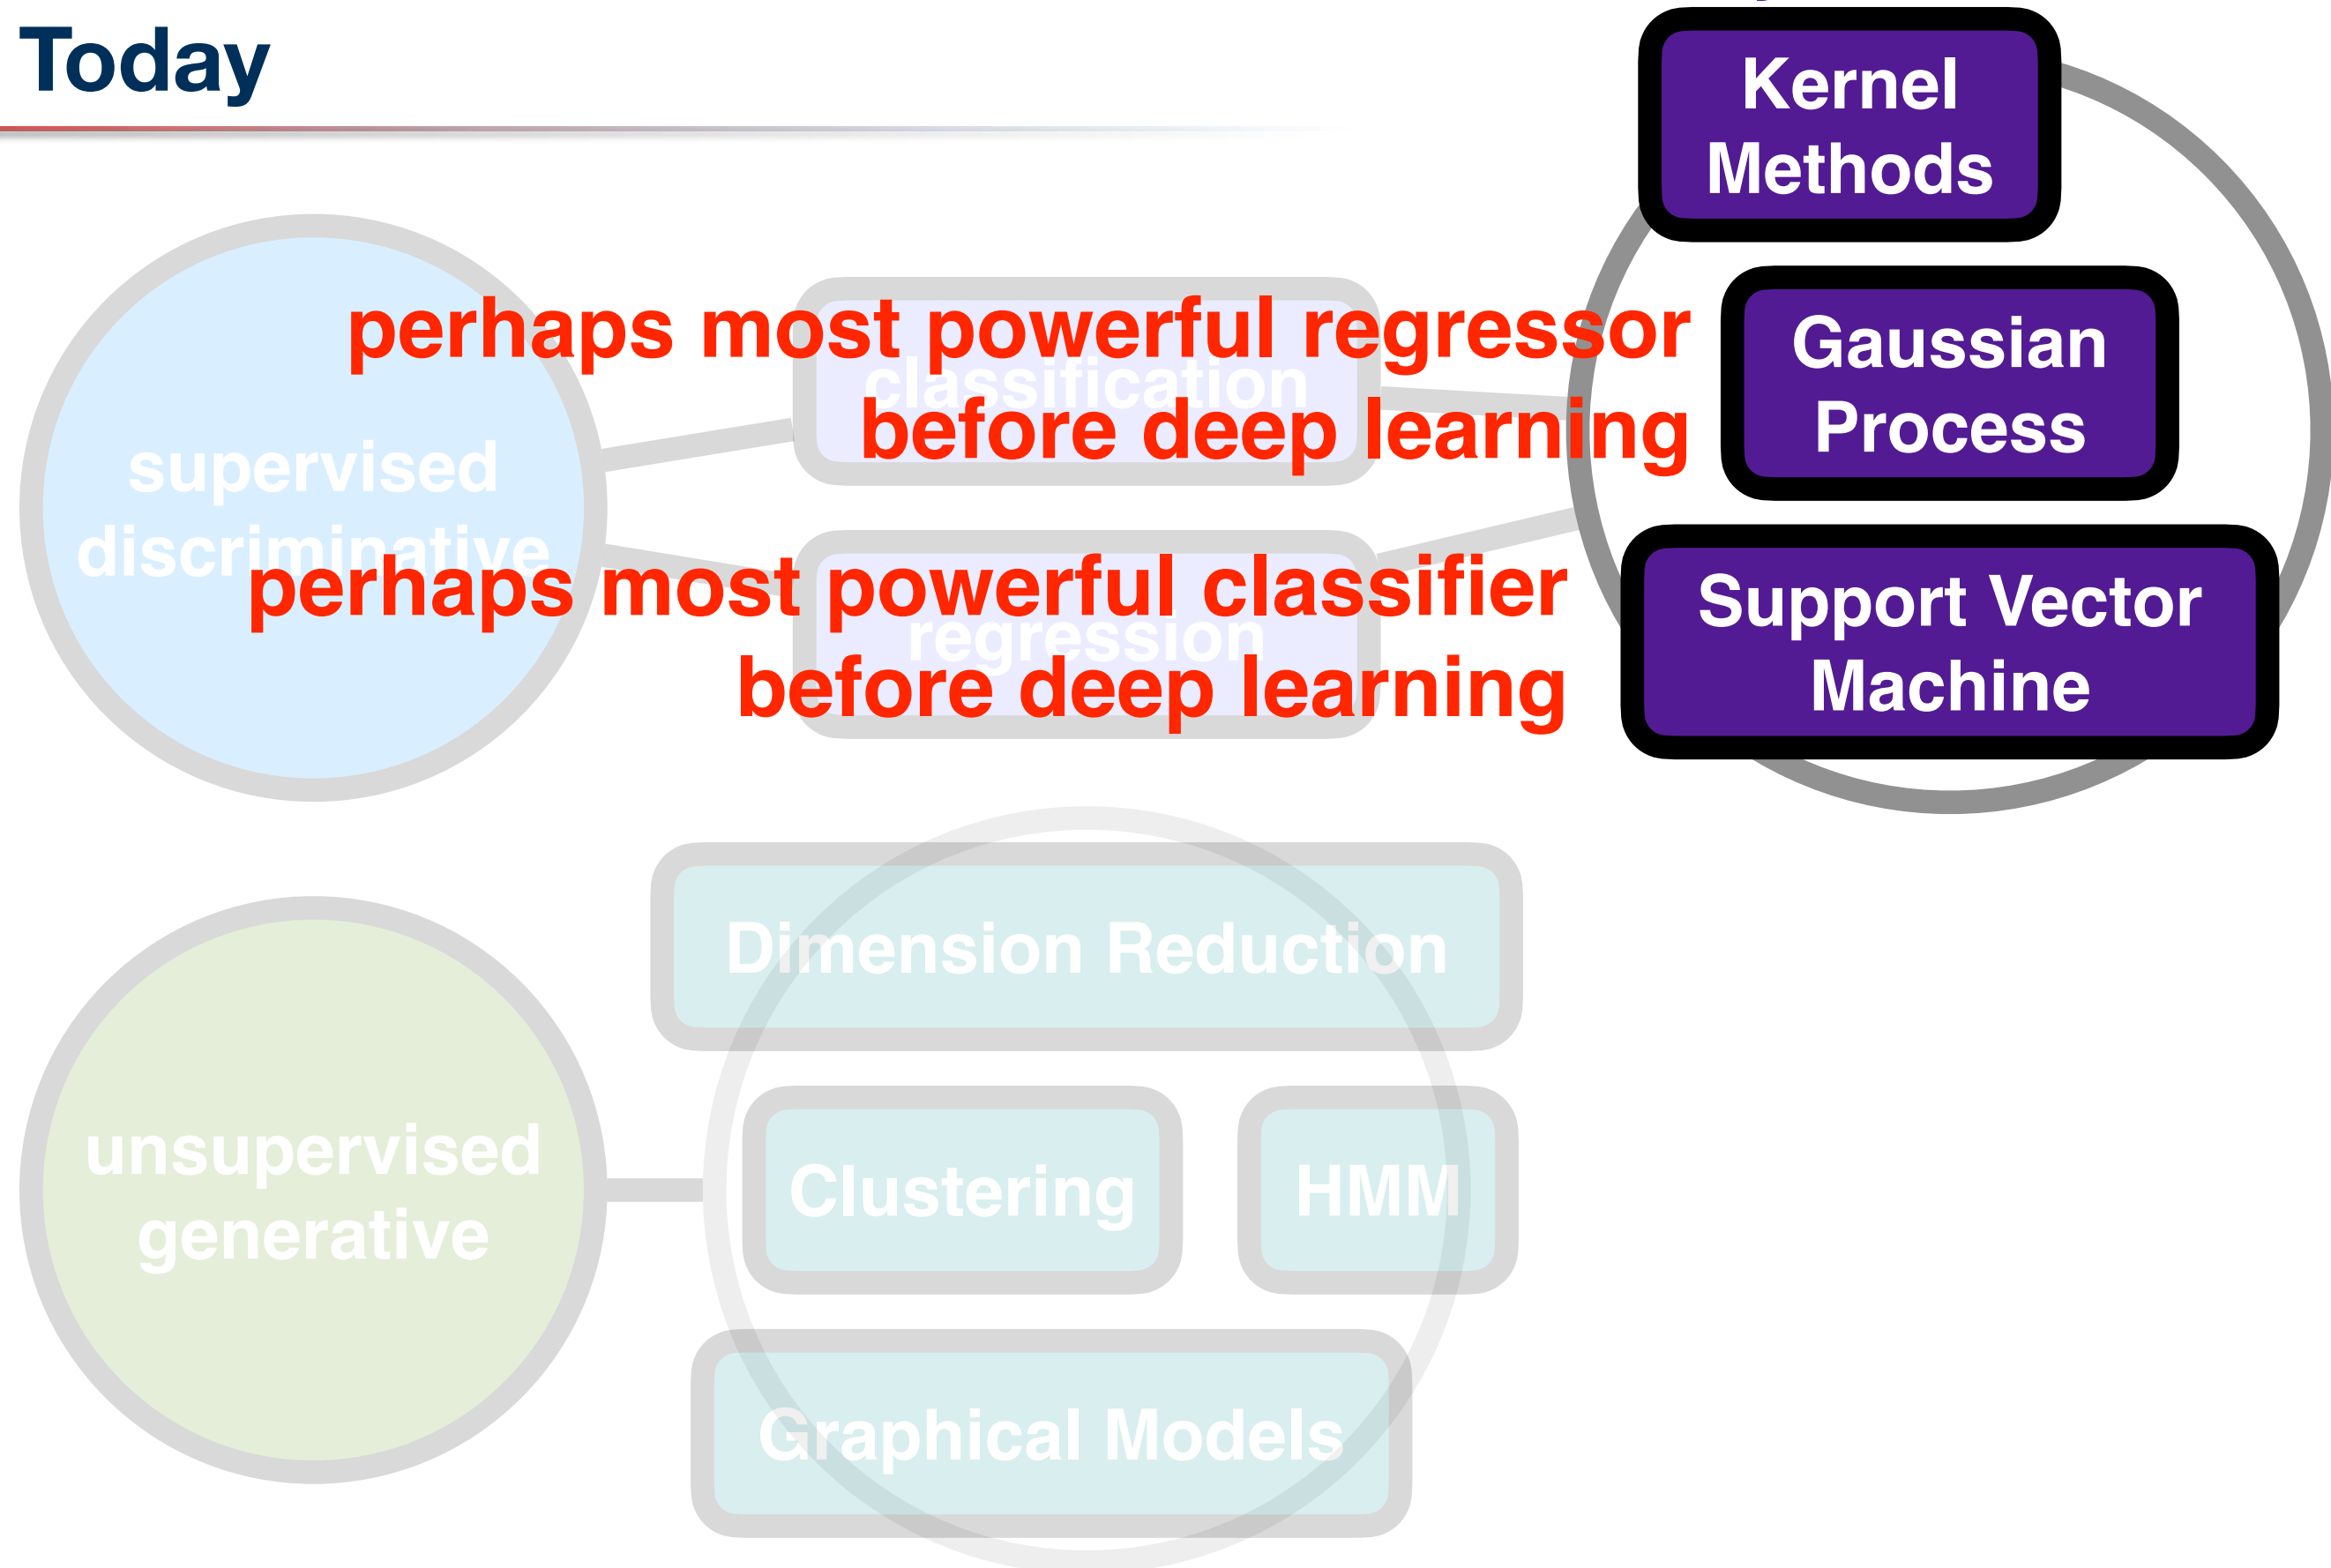 Today
Kernel
Methods
perhaps most powerful regressor
before deep learning
Gaussian
Process
classification
supervised
discriminative
perhaps most powerful classifier
before deep learning
regression
Support Vector
Machine
Dimension Reduction
unsupervised
generative
Clustering
HMM
Graphical Models